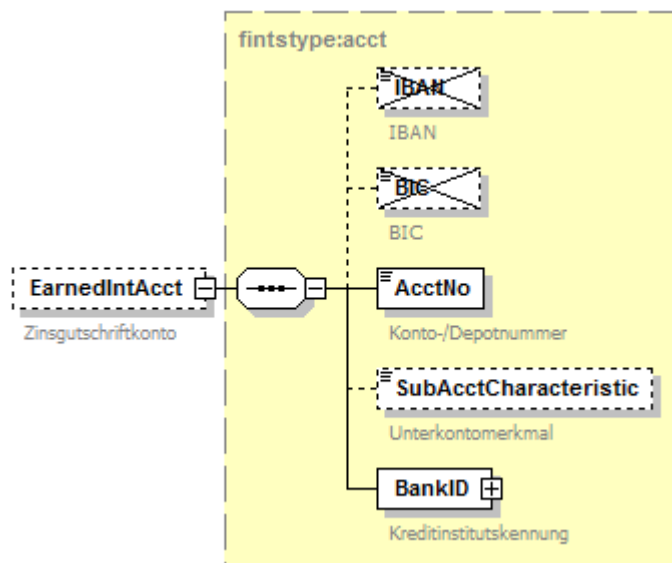 fintstype:acct
IBAN
IBAN
BIC
BIC
EarnedIntAcct
Zinsgutschriftkonto
AcctNo
Konto-/Depotnummer
SubAcctCharacteristic
Unterkontomerkmal
BankID
Kreditinstitutskennung